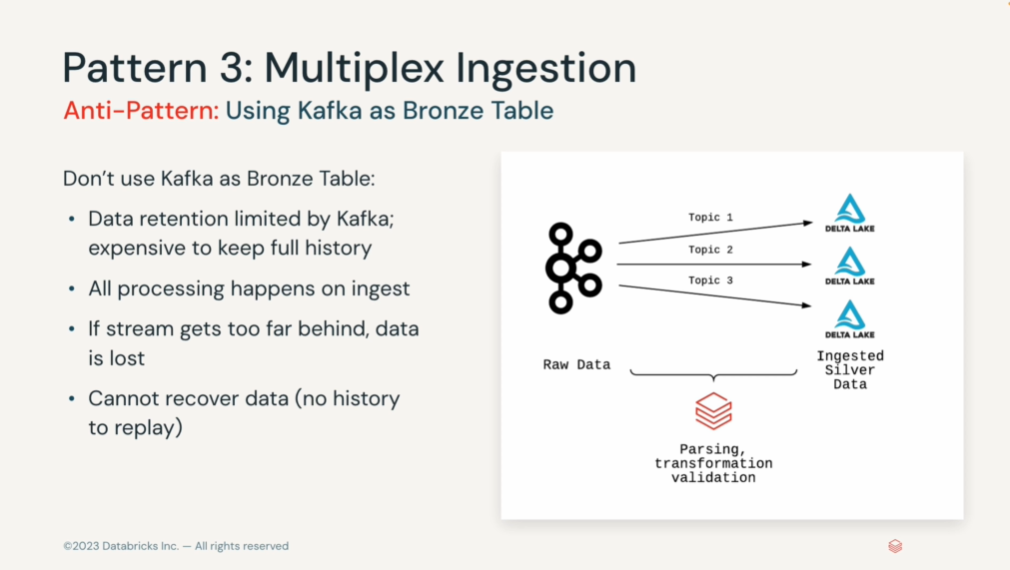 Pattern 3: Multiplex Ingestion
Anti-Pattern: Using Kafka as Bronze Table
Don’t use Kafka as Bronze Table:
• Data retention limited by Kafka;
expensive to keep full history
• All processing happens on ingest
• If stream gets too far behind, data
is lost
• Cannot recover data (no history
to replay)
Topic 1
Topic 2
Topic 3
DELTA LAKE
DELTA LAKE
DELTA LAKE
Raw Data
Ingested
Silver
Data
Parsing,
transformation
validation
©2023 Databricks Inc. — All rights reserved